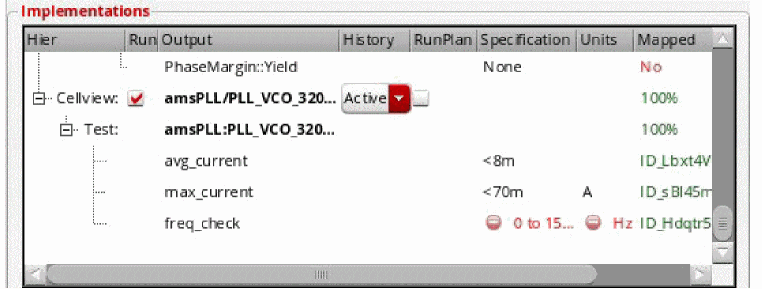 Implementations
Hier Run Output History RunPlan Specification Units Mapped
PhaseMargin::Yield None No
Cellview: amsPLL/PLL_VCO_320... Active 100%
Test: amsPLL:PLL_VCO_320... 100%
avg_current <8m ID_Lbxt4V
max_current <70m A ID_sBl45m
freq_check 0 to 15... Hz ID_Hdqtr5